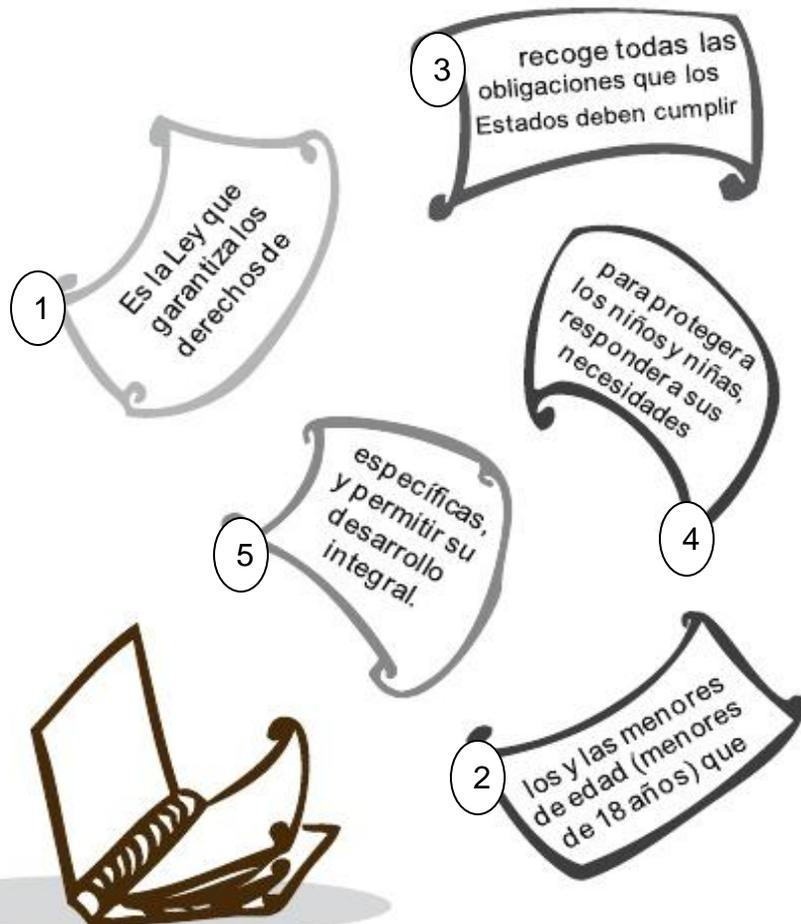 1
Es la Ley que
garantiza los
derechos de
2
los y las menores
de edad (menores
de 18 años) que
3
recoge todas las
obligaciones que los
Estados deben cumplir
4
para proteger a
los niños y niñas,
responder a sus
necesidades
5
específicas,
y permitir su
desarrollo
integral.